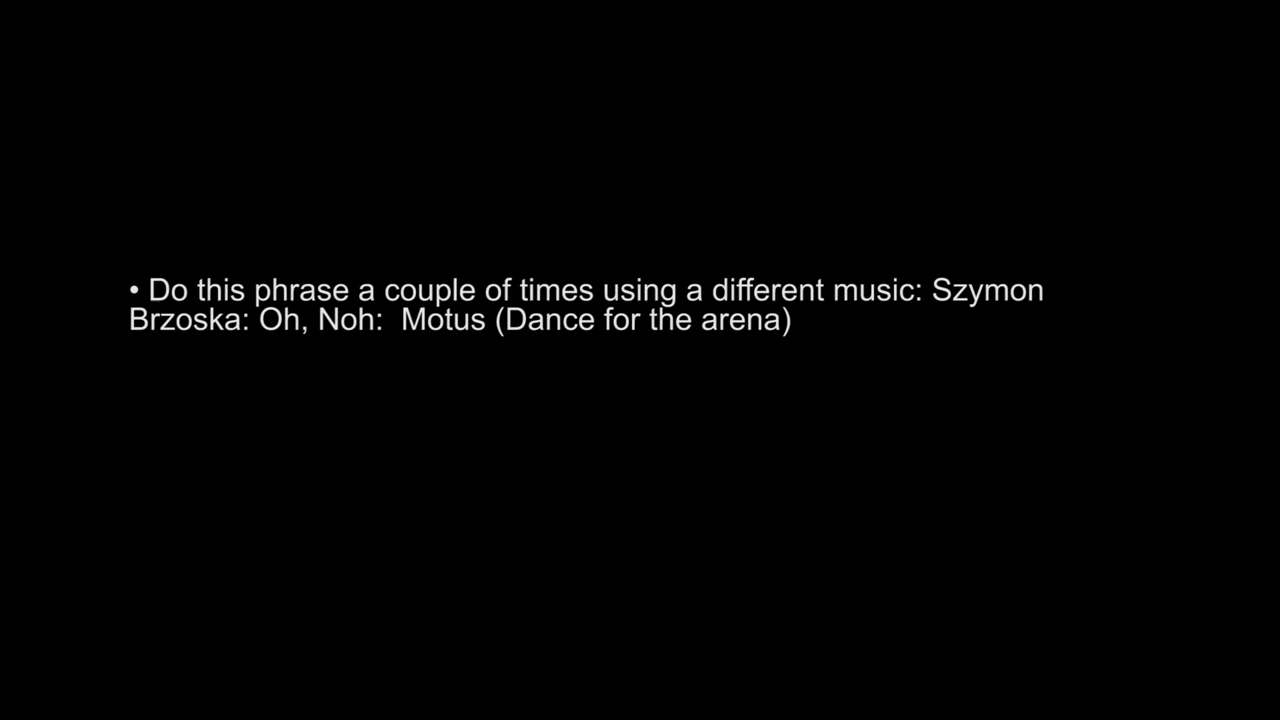 • Do this phrase a couple of times using a different music: Szymon
Brzoska: Oh, Noh:  Motus (Dance for the arena)